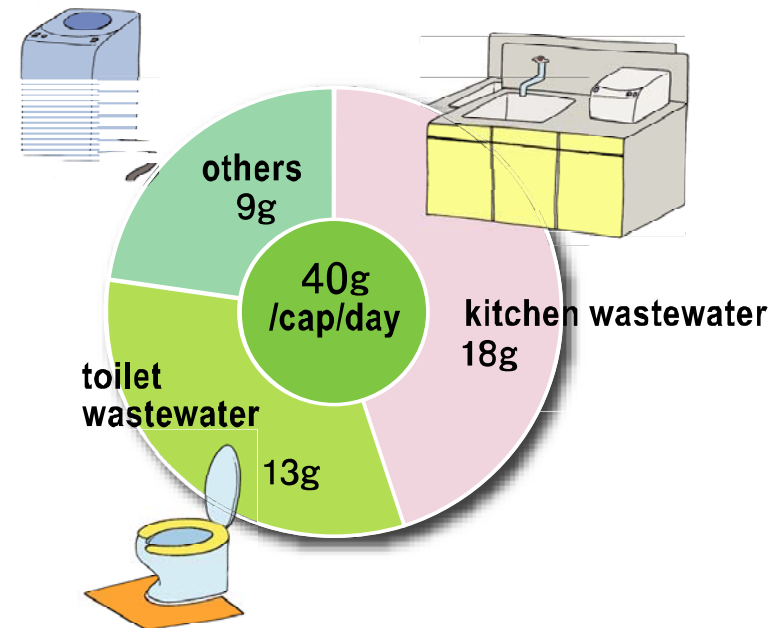 others
9g
40g
/cap/day
kitchen wastewater
18g
toilet
wastewater
13g